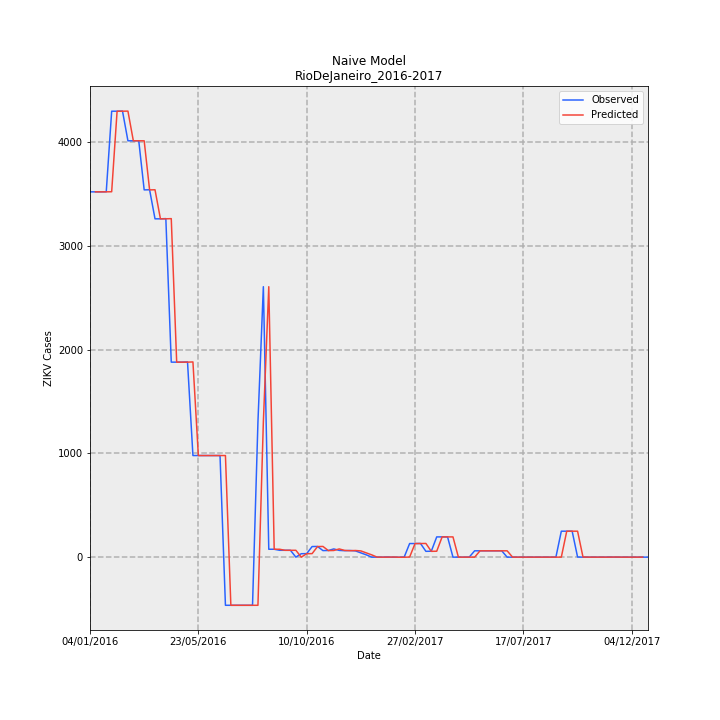 Naive Model
RioDeJaneiro_2016-2017
Observed
Predicted
ZIKV Cases
4000
3000
2000
1000
0
04/01/2016 23/05/2016 10/10/2016 27/02/2017 17/07/2017 04/12/2017
Date